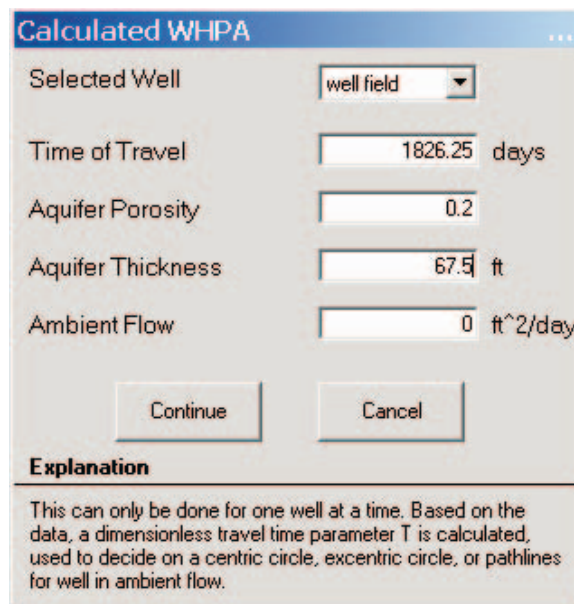 Calculated WHPA ...
Selected Well well field
Time of Travel 1826.25 days
Aquifer Porosity 0.2
Aquifer Thickness 67.5 ft
Ambient Flow 0 ft^2/day
Continue Cancel
Explanation
This can only be done for one well at a time. Based on the
data, a dimensionless travel time parameter T is calculated,
used to decide on a centric circle, excentric circle, or pathlines
for well in ambient flow.